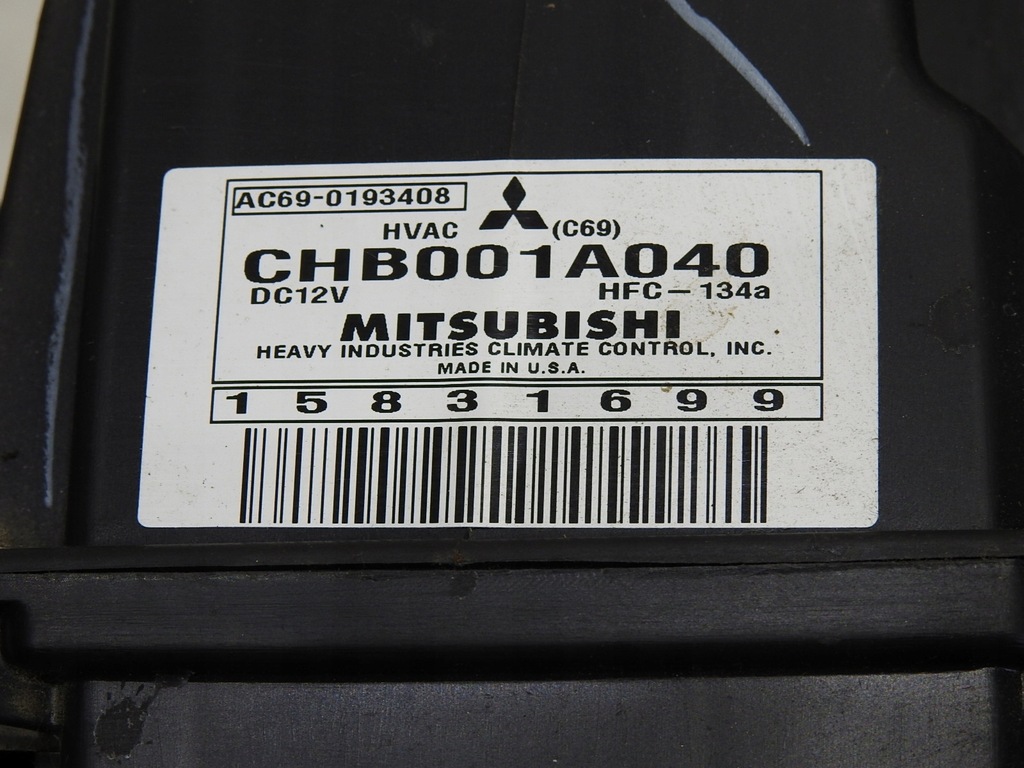 AC69-0193408
HVAC (C69)
CHB001A040
DC12V HFC-134a
MITSUBISHI
HEAVY INDUSTRIES CLIMATE CONTROL, INC.
MADE IN U.S.A.
1 5 8 3 1 6 9 9